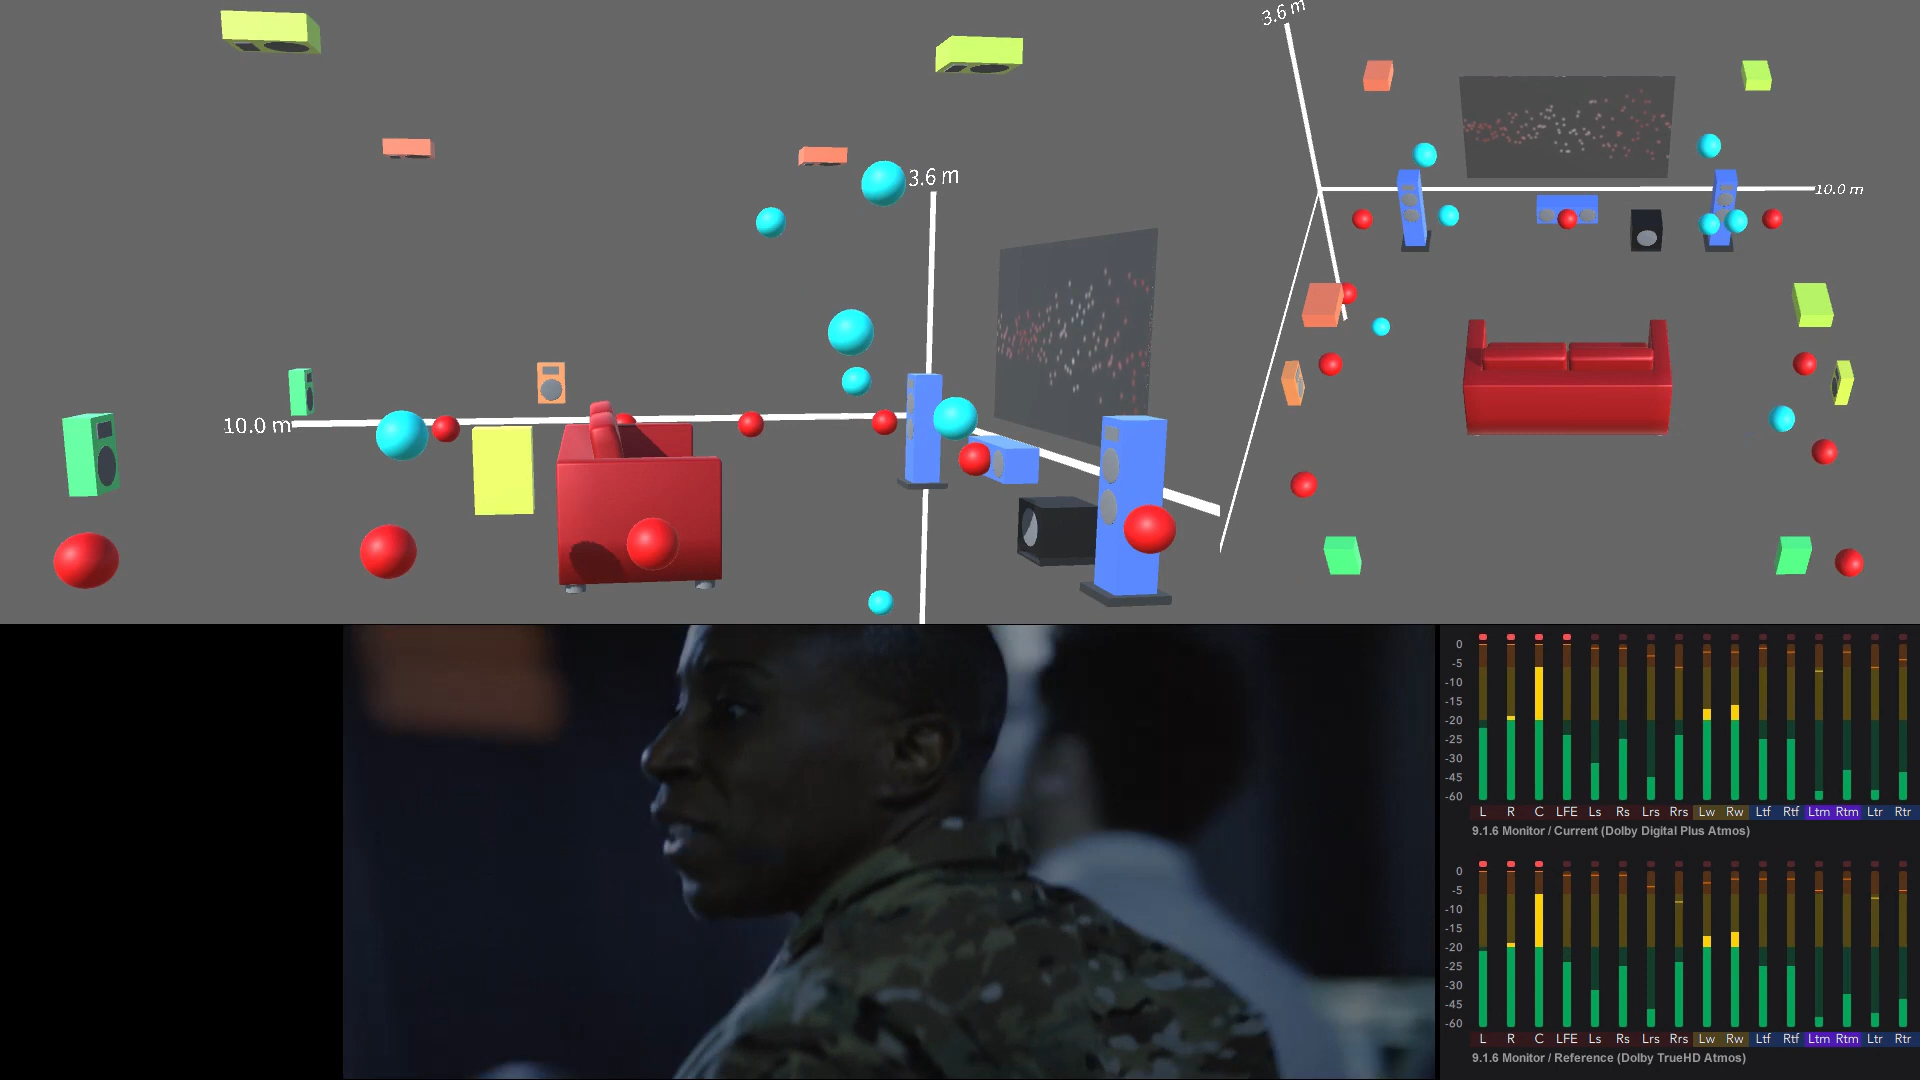 3.6 m
3.6 m
10.0 m
10.0 m
0
-5
-10
-15
-20
-25
-30
-45
-60
L R C LFE Ls Rs Lrs Rrs Lw Rw Ltf Rtf Ltm Rtm Ltr Rtr
9.1.6 Monitor / Current (Dolby Digital Plus Atmos)
0
-5
-10
-15
-20
-25
-30
-45
-60
L R C LFE Ls Rs Lrs Rrs Lw Rw Ltf Rtf Ltm Rtm Ltr Rtr
9.1.6 Monitor / Reference (Dolby TrueHD Atmos)